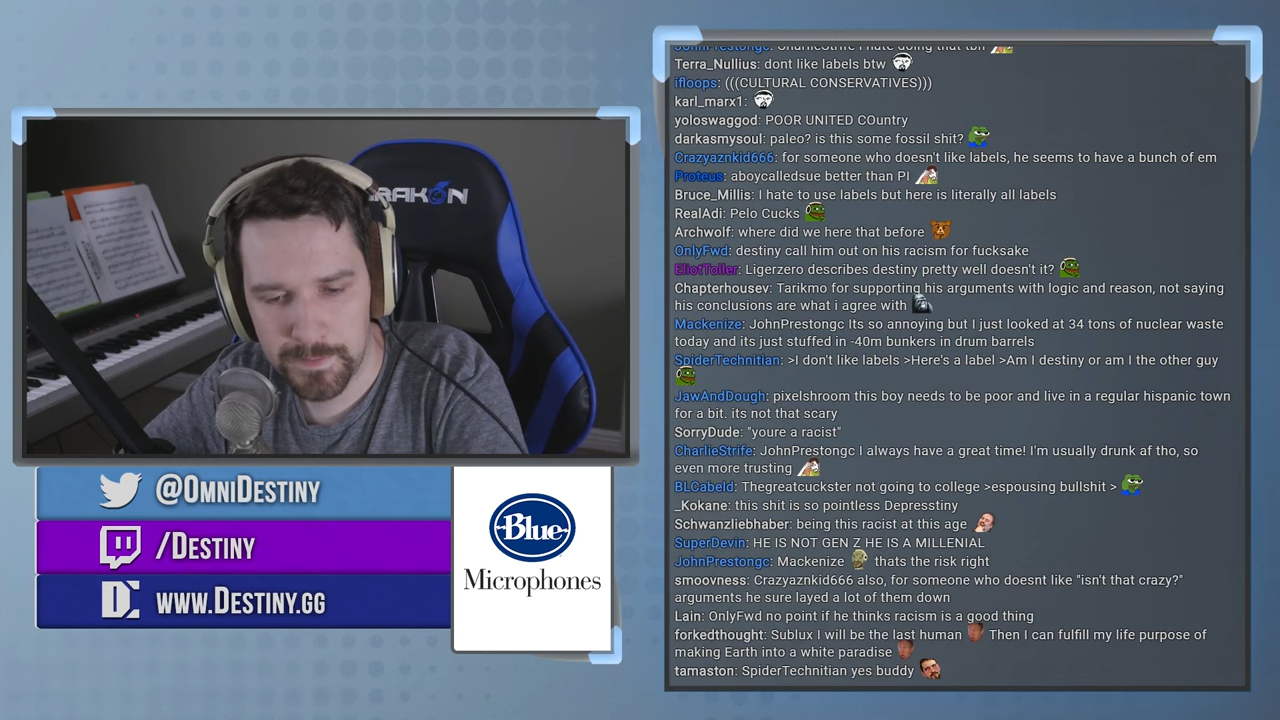 JohnPrestongc: CharlieStrife I hate doing that tbh
Terra_Nullius: dont like labels btw
ifloops: (((CULTURAL CONSERVATIVES)))
karl_marx1:
yoloswaggod: POOR UNITED COuntry
darkasmysoul: paleo? is this some fossil shit?
Crazyaznkid666: for someone who doesn't like labels, he seems to have a bunch of em
Proteus: aboycalledsue better than PI
Bruce_Millis: I hate to use labels but here is literally all labels
RealAdi: Pelo Cucks
Archwolf: where did we here that before
OnlyFwd: destiny call him out on his racism for fucksake
EliotToller: Ligerzero describes destiny pretty well doesn't it?
Chapterhousev: Tarikmo for supporting his arguments with logic and reason, not saying
his conclusions are what i agree with
Mackenize: JohnPrestongc Its so annoying but I just looked at 34 tons of nuclear waste
today and its just stuffed in -40m bunkers in drum barrels
SpiderTechnitian: >I don't like labels >Here's a label >Am I destiny or am I the other guy
JawAndDough: pixelshroom this boy needs to be poor and live in a regular hispanic town
for a bit. its not that scary
SorryDude: "youre a racist"
CharlieStrife: JohnPrestongc I always have a great time! I'm usually drunk af tho, so
even more trusting
BLCabeld: Thegreatcuckster not going to college >espousing bullshit >
_Kokane: this shit is so pointless Depresstiny
Schwanzliebhaber: being this racist at this age
SuperDevin: HE IS NOT GEN Z HE IS A MILLENIAL
JohnPrestongc: Mackenize thats the risk right
smoovness: Crazyaznkid666 also, for someone who doesnt like "isn't that crazy?"
arguments he sure layed a lot of them down
Lain: OnlyFwd no point if he thinks racism is a good thing
forkedthought: Sublux I will be the last human Then I can fulfill my life purpose of
making Earth into a white paradise
tamaston: SpiderTechnitian yes buddy
RAKON
@OmniDestiny
/Destiny
www.Destiny.gg
Blue
Microphones